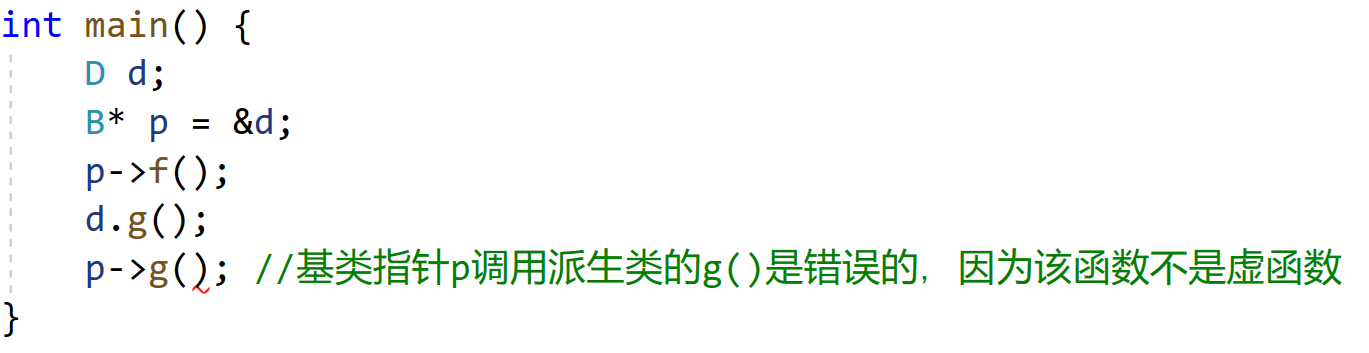 int main() {
    D d;
    B* p = &d;
    p->f();
    d.g();
    p->g(); //基类指针p调用派生类的g()是错误的，因为该函数不是虚函数
}